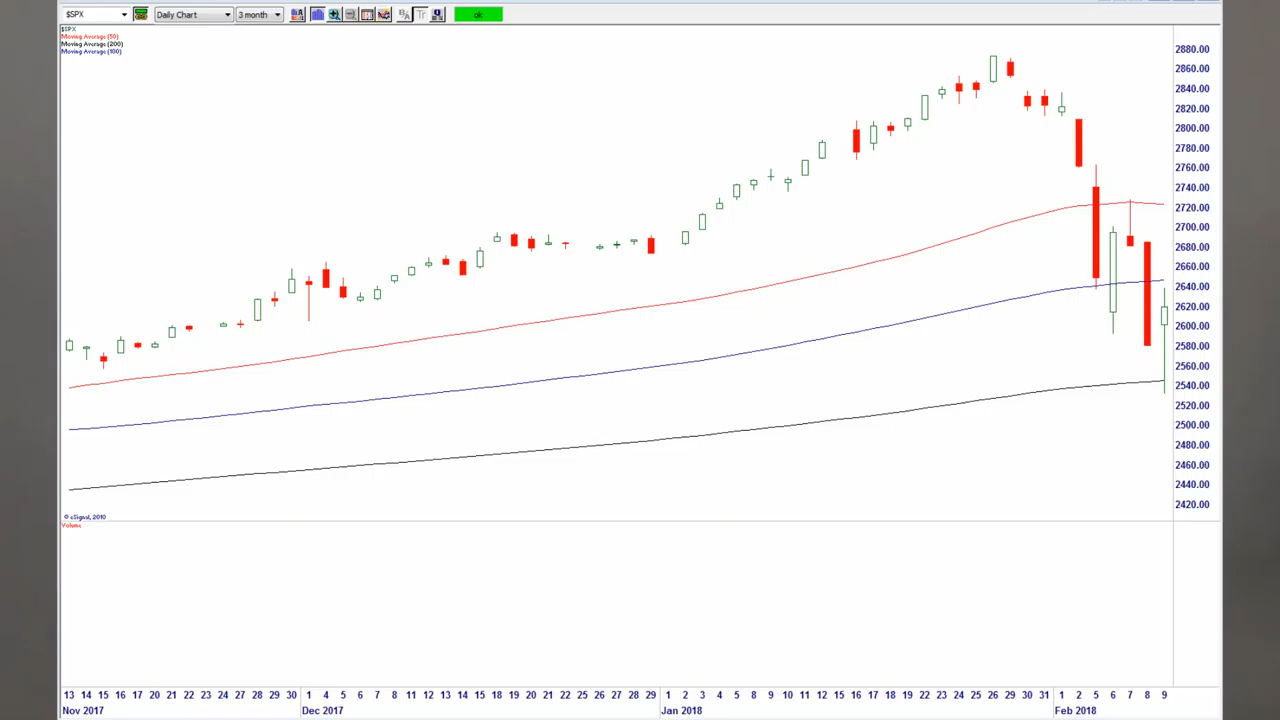 $SPX Daily Chart 3 month ok
$SPX
Moving Average (50)
Moving Average (200)
Moving Average (100)
2880.00
2860.00
2840.00
2820.00
2800.00
2780.00
2760.00
2740.00
2720.00
2700.00
2680.00
2660.00
2640.00
2620.00
2600.00
2580.00
2560.00
2540.00
2520.00
2500.00
2480.00
2460.00
2440.00
2420.00
© eSignal, 2010
Volume
13 14 15 16 17 20 21 22 23 24 27 28 29 30 1 4 5 6 7 8 11 12 13 14 15 18 19 20 21 22 25 26 27 28 29 1 2 3 4 5 8 9 10 11 12 15 16 17 18 19 22 23 24 25 26 29 30 31 1 2 5 6 7 8 9
Nov 2017 Dec 2017 Jan 2018 Feb 2018